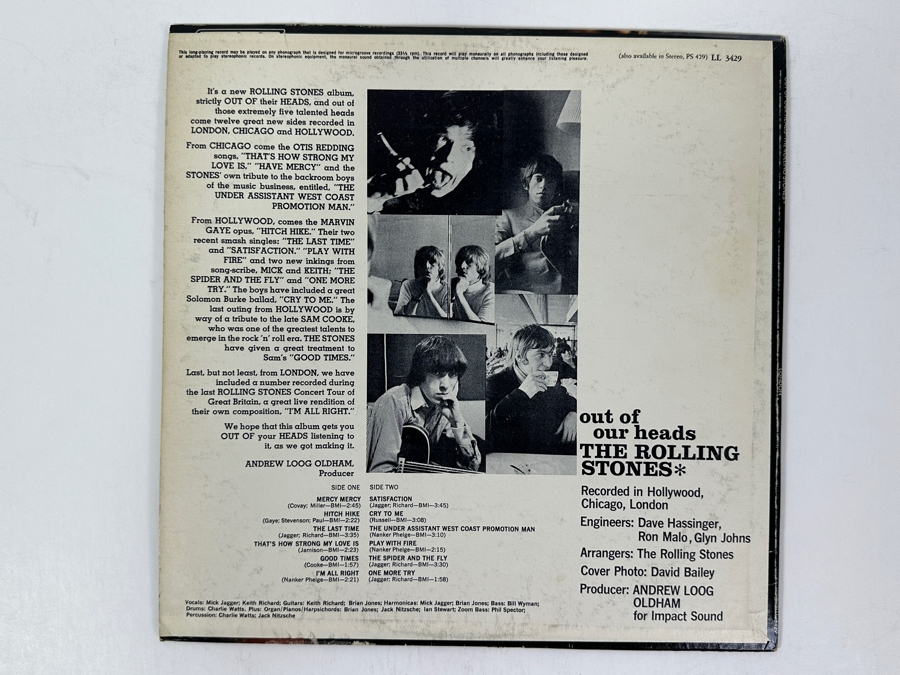 This long-playing record may be played on any phonograph that is designed for microgroove recordings (33⅓ rpm). This record will play monaurally on all phonographs including those designed
or adapted to play stereophonic records. On stereophonic equipment, the monaural sound obtained through the utilization of multiple channels will greatly enhance your listening pleasure.
(also available in Stereo, PS 429) LL 3429
It's a new ROLLING STONES album,
strictly OUT OF their HEADS, and out of
those extremely five talented heads
come twelve great new sides recorded in
LONDON, CHICAGO and HOLLYWOOD.
From CHICAGO come the OTIS REDDING
songs, "THAT'S HOW STRONG MY
LOVE IS," "HAVE MERCY" and the
STONES' own tribute to the backroom boys
of the music business, entitled, "THE
UNDER ASSISTANT WEST COAST
PROMOTION MAN."
From HOLLYWOOD, comes the MARVIN
GAYE opus, "HITCH HIKE." Their two
recent smash singles: "THE LAST TIME"
and "SATISFACTION." "PLAY WITH
FIRE" and two new inkings from
song-scribe, MICK and KEITH; "THE
SPIDER AND THE FLY" and "ONE MORE
TRY." The boys have included a great
Solomon Burke ballad, "CRY TO ME." The
last outing from HOLLYWOOD is by
way of a tribute to the late SAM COOKE,
who was one of the greatest talents to
emerge in the rock 'n' roll era. THE STONES
have given a great treatment to
Sam's "GOOD TIMES."
Last, but not least, from LONDON, we have
included a number recorded during
the last ROLLING STONES Concert Tour of
Great Britain, a great live rendition of
their own composition, "I'M ALL RIGHT."
We hope that this album gets you
OUT OF your HEADS listening to
it, as we got making it.
ANDREW LOOG OLDHAM,
Producer
SIDE ONE
MERCY MERCY
(Covay; Miller—BMI—2:45)
HITCH HIKE
(Gaye; Stevenson; Paul—BMI—2:22)
THE LAST TIME
(Jagger; Richard—BMI—3:35)
THAT'S HOW STRONG MY LOVE IS
(Jamison—BMI—2:23)
GOOD TIMES
(Cooke—BMI—1:57)
I'M ALL RIGHT
(Nanker Phelge—BMI—2:21)
SIDE TWO
SATISFACTION
(Jagger; Richard—BMI—3:45)
CRY TO ME
(Russell—BMI—3:08)
THE UNDER ASSISTANT WEST COAST PROMOTION MAN
(Nanker Phelge—BMI—3:10)
PLAY WITH FIRE
(Nanker Phelge—BMI—2:15)
THE SPIDER AND THE FLY
(Jagger; Richard—BMI—3:30)
ONE MORE TRY
(Jagger; Richard—BMI—1:58)
Vocals: Mick Jagger; Keith Richard; Guitars: Keith Richard; Brian Jones; Harmonicas: Mick Jagger; Brian Jones; Bass: Bill Wyman;
Drums: Charlie Watts. Plus: Organ/Pianos/Harpsichords: Brian Jones; Jack Nitzsche; Ian Stewart; Zoom Bass: Phil Spector;
Percussion: Charlie Watts; Jack Nitzsche
out of
our heads
THE ROLLING
STONES*
Recorded in Hollywood,
Chicago, London
Engineers: Dave Hassinger,
Ron Malo, Glyn Johns
Arrangers: The Rolling Stones
Cover Photo: David Bailey
Producer: ANDREW LOOG
OLDHAM
for Impact Sound